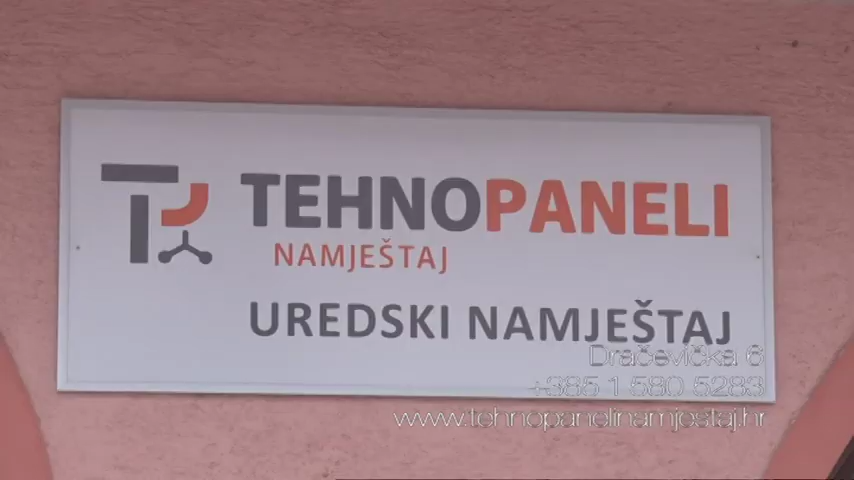 TEHNOPANELI
NAMJEŠTAJ
UREDSKI NAMJEŠTAJ
Dračevička 6
+385 1 580 5283
www.tehnopanelinamjestaj.hr